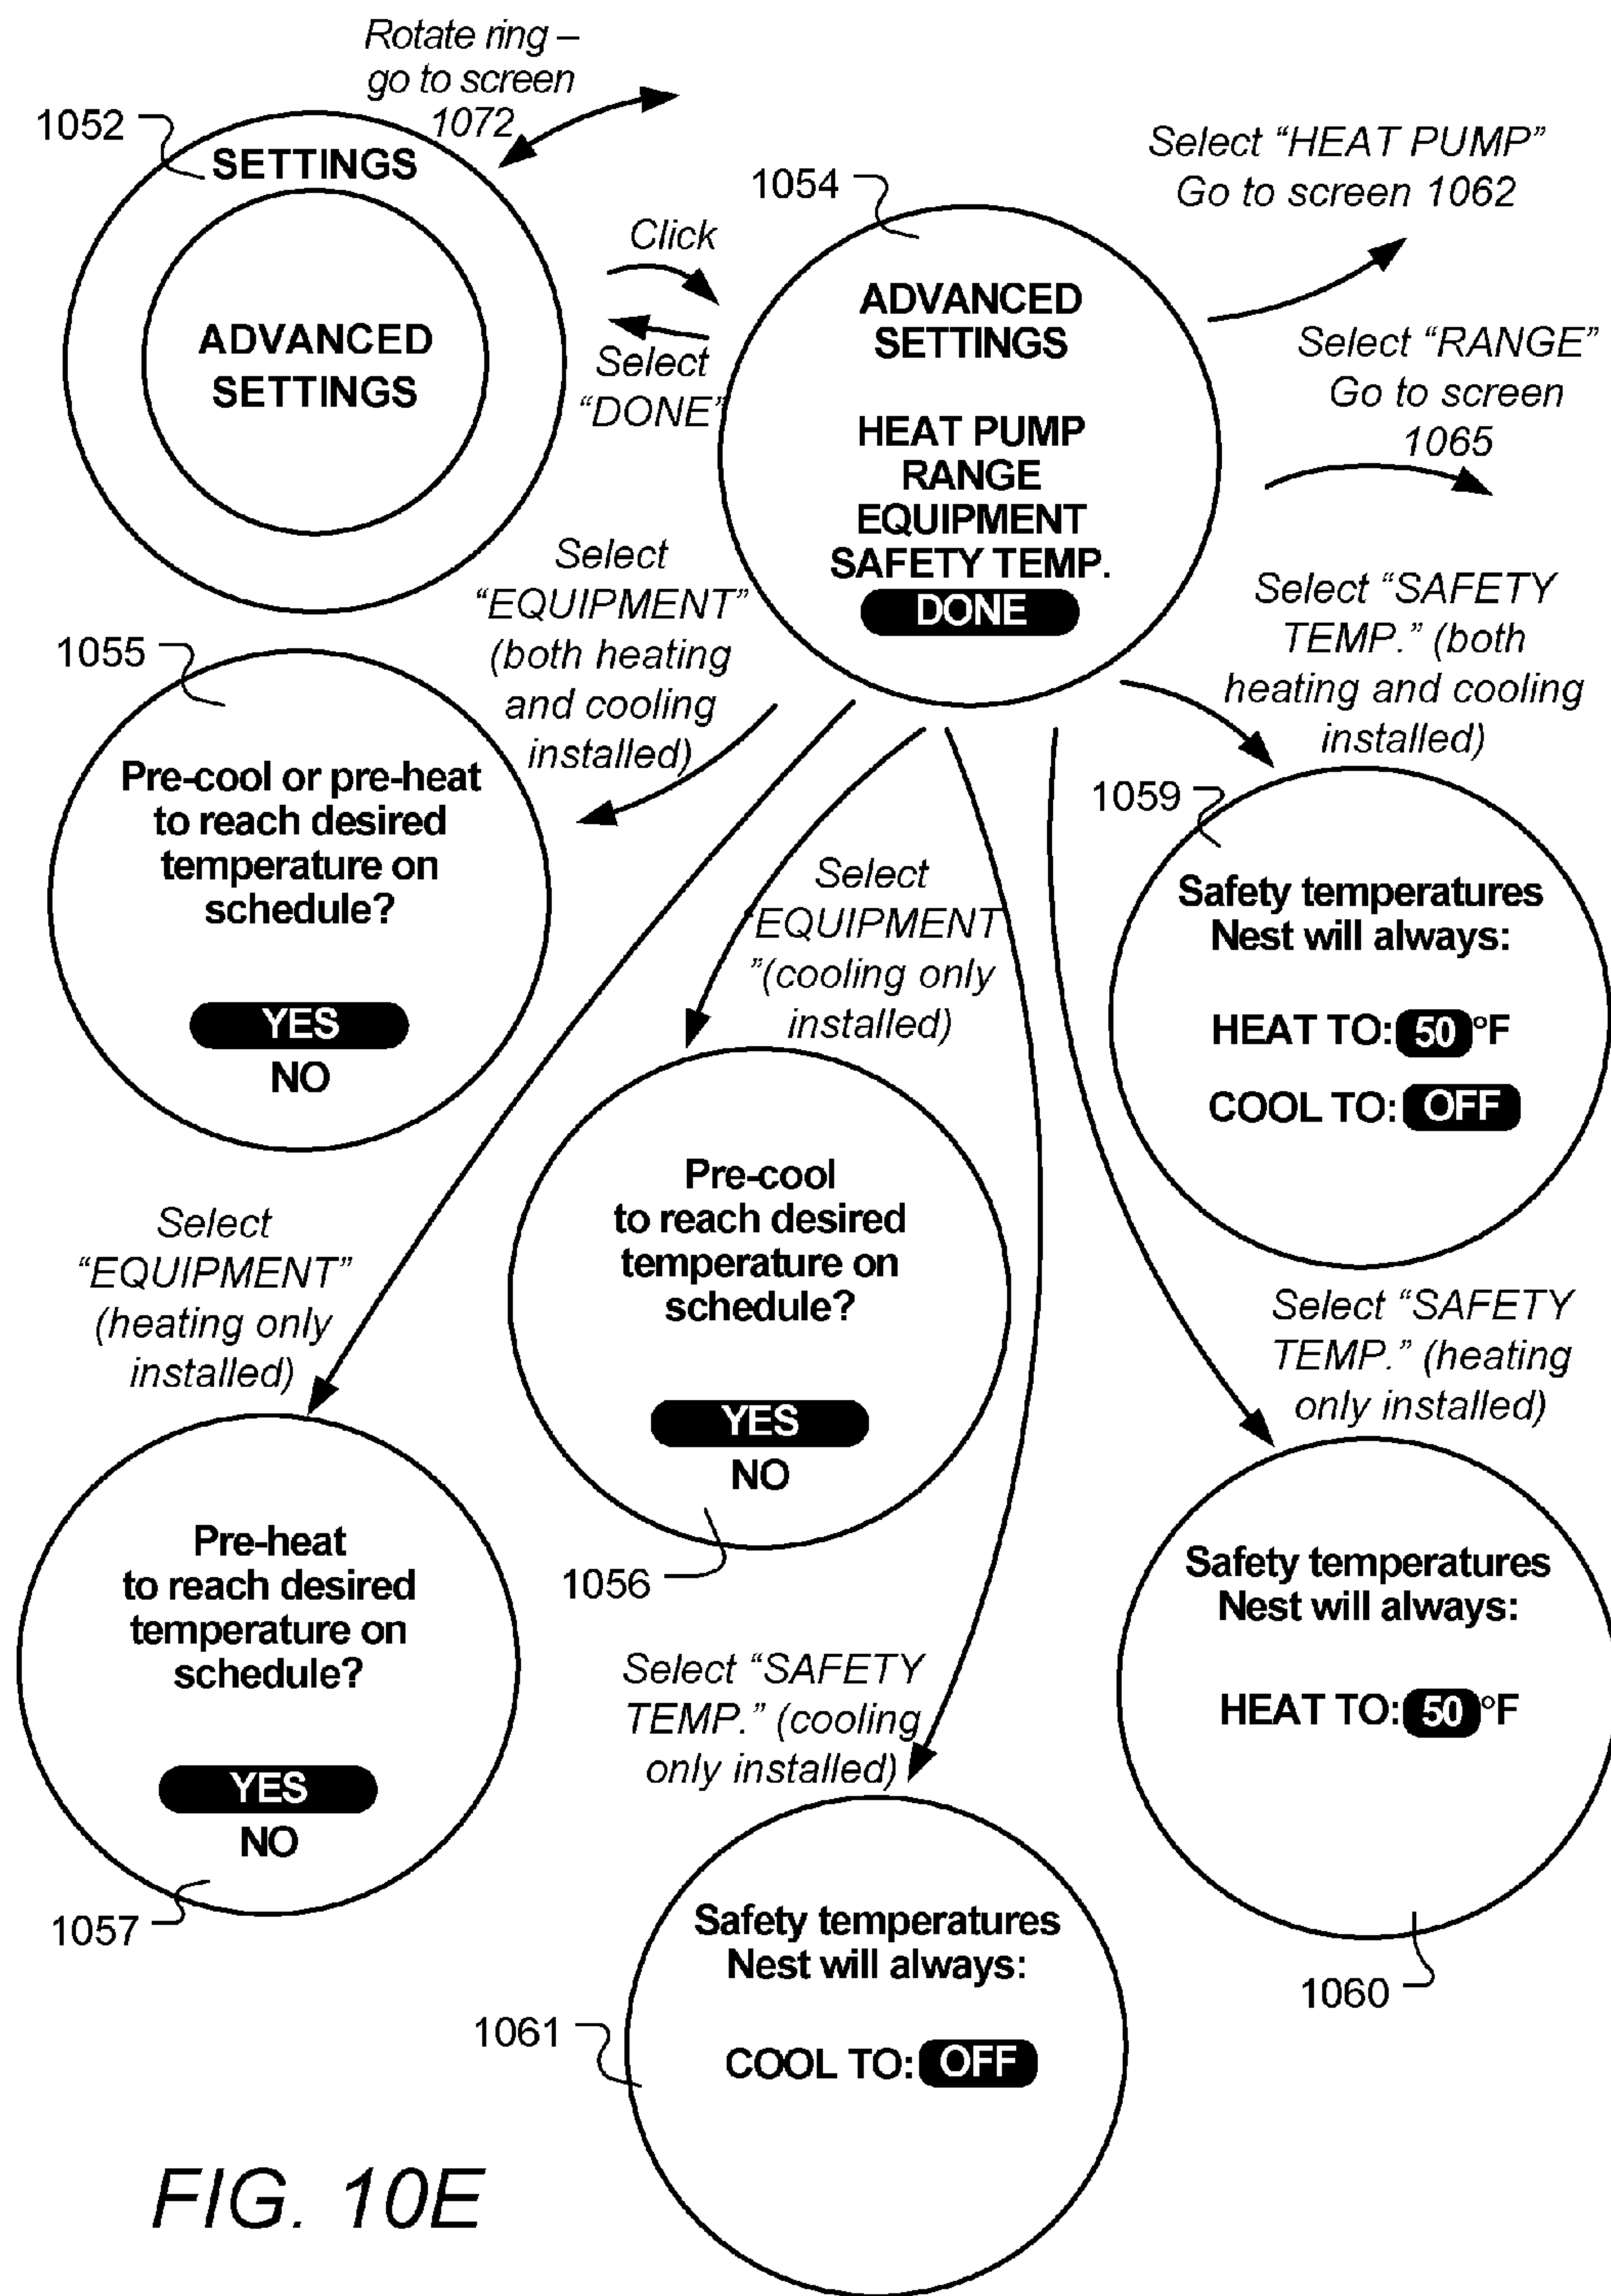 Rotate ring –
go to screen
1072
1052
SETTINGS
ADVANCED
SETTINGS
Click
Select
“DONE”
1054
ADVANCED
SETTINGS
HEAT PUMP
RANGE
EQUIPMENT
SAFETY TEMP.
DONE
Select “HEAT PUMP”
Go to screen 1062
Select “RANGE”
Go to screen
1065
Select
“EQUIPMENT”
(both heating
and cooling
installed)
1055
Pre-cool or pre-heat
to reach desired
temperature on
schedule?
YES
NO
Select “SAFETY
TEMP.” (both
heating and cooling
installed)
1059
Safety temperatures
Nest will always:
HEAT TO: 50 °F
COOL TO: OFF
Select
“EQUIPMENT
”(cooling only
installed)
Pre-cool
to reach desired
temperature on
schedule?
YES
NO
1056
Select
“EQUIPMENT”
(heating only
installed)
Pre-heat
to reach desired
temperature on
schedule?
YES
NO
1057
Select “SAFETY
TEMP.” (heating
only installed)
Safety temperatures
Nest will always:
HEAT TO: 50 °F
1060
Select “SAFETY
TEMP.” (cooling
only installed)
1061
Safety temperatures
Nest will always:
COOL TO: OFF
FIG. 10E